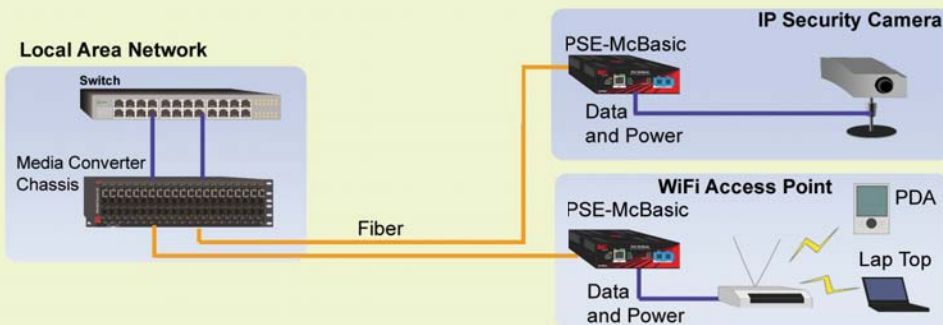 Local Area Network
Switch
Media Converter
Chassis
Fiber
IP Security Camera
PSE-McBasic
Data
and Power
WiFi Access Point
PSE-McBasic
Data
and Power
PDA
Lap Top